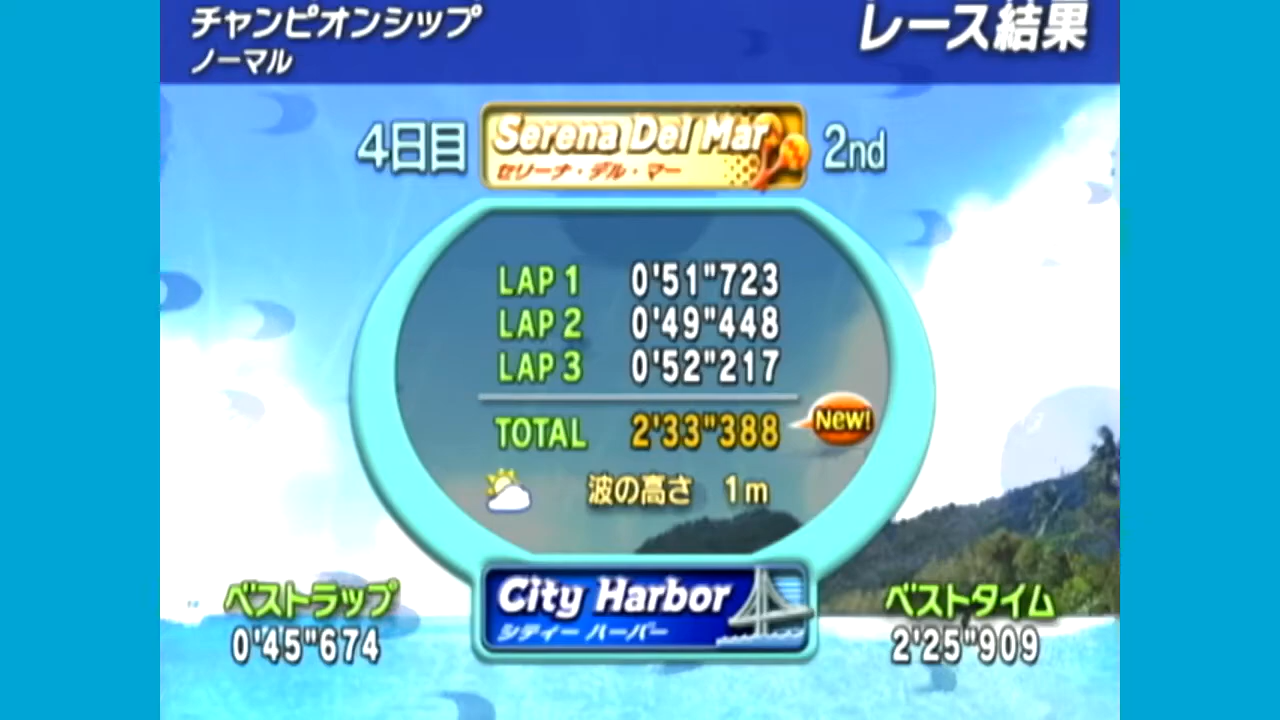 チャンピオンシップ
ノーマル
レース結果
4日目
Serena Del Mar
セリーナ・デル・マー
2nd
LAP 1 0'51"723
LAP 2 0'49"448
LAP 3 0'52"217
TOTAL 2'33"388
New!
波の高さ 1m
City Harbor
シティー ハーバー
ベストラップ
0'45"674
ベストタイム
2'25"909